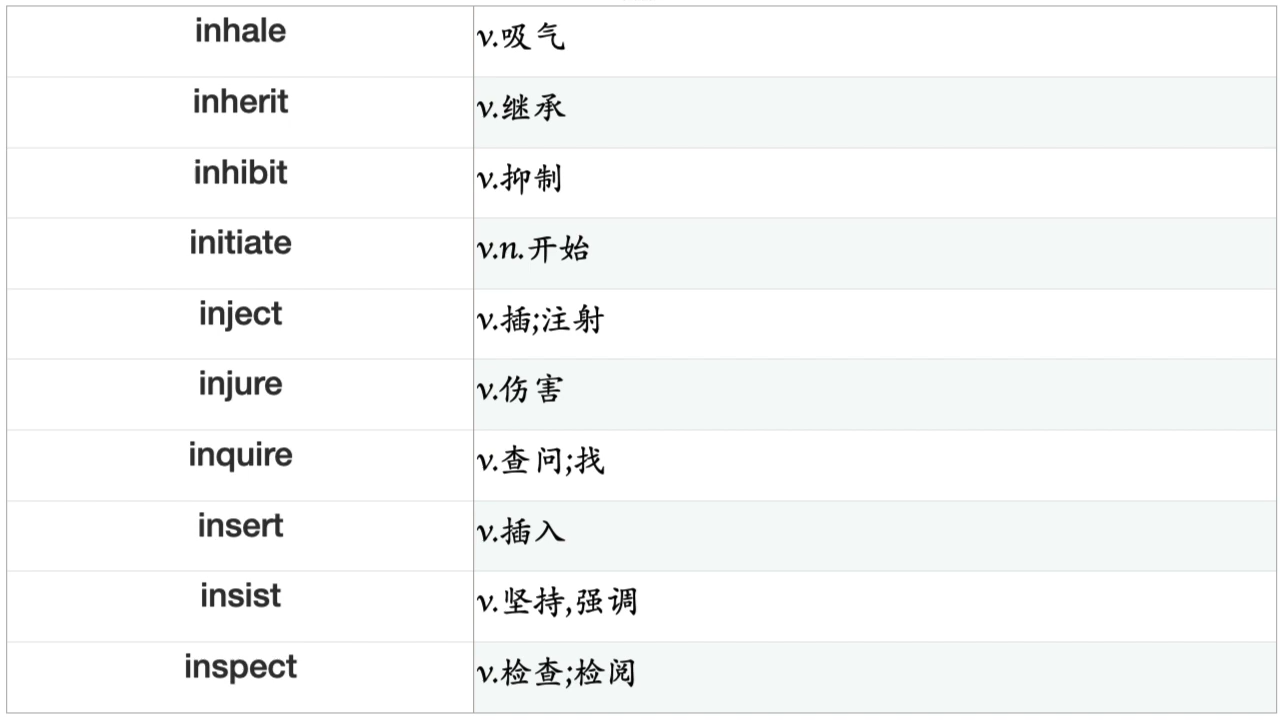 inhale v.吸气
inherit v.继承
inhibit v.抑制
initiate v.n.开始
inject v.插;注射
injure v.伤害
inquire v.查问;找
insert v.插入
insist v.坚持,强调
inspect v.检查;检阅